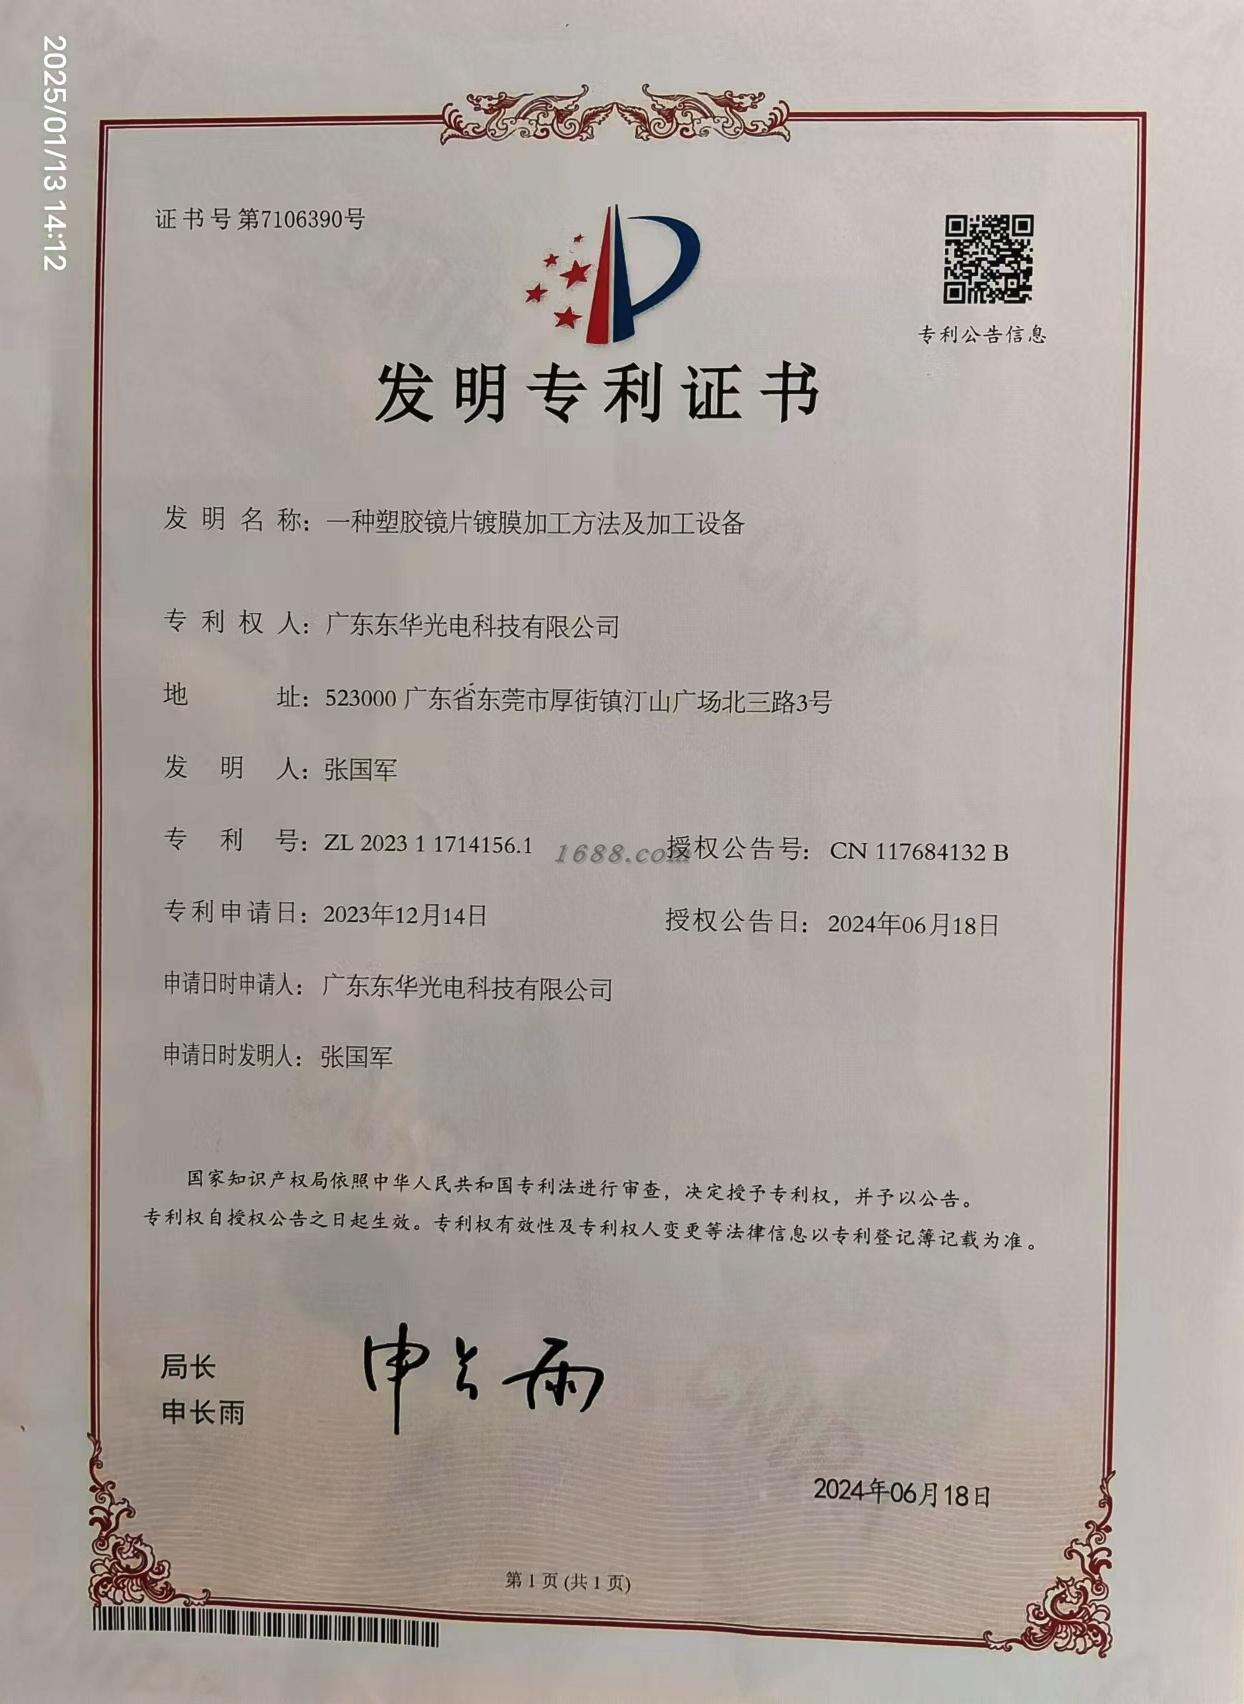 2025/01/13 14:12
证书号第7106390号
专利公告信息
发明专利证书
发明名称：一种塑胶镜片镀膜加工方法及加工设备
专利权人：广东东华光电科技有限公司
地址：523000 广东省东莞市厚街镇汀山广场北三路3号
发明人：张国军
专利号：ZL 2023 1 1714156.1 授权公告号：CN 117684132 B
1688.com
专利申请日：2023年12月14日 授权公告日：2024年06月18日
申请日时申请人：广东东华光电科技有限公司
申请日时发明人：张国军
国家知识产权局依照中华人民共和国专利法进行审查，决定授予专利权，并予以公告。
专利权自授权公告之日起生效。专利权有效性及专利权人变更等法律信息以专利登记簿记载为准。
局长
申长雨
申长雨
2024年06月18日
第1页(共1页)